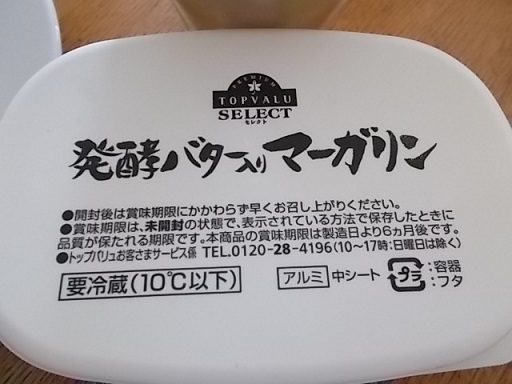 PREMIUM
TOPVALU
SELECT
セレクト
発酵バター入りマーガリン
●開封後は賞味期限にかかわらず早くお召し上がりください。
●賞味期限は、未開封の状態で、表示されている方法で保存したときに
品質が保たれる期限です。本商品の賞味期限は製造日より6ヵ月後です。
●トップバリュお客さまサービス係 TEL.0120-28-4196(10〜17時:日曜日は除く)
要冷蔵(10℃以下)
アルミ 中シート プラ :容器
:フタ